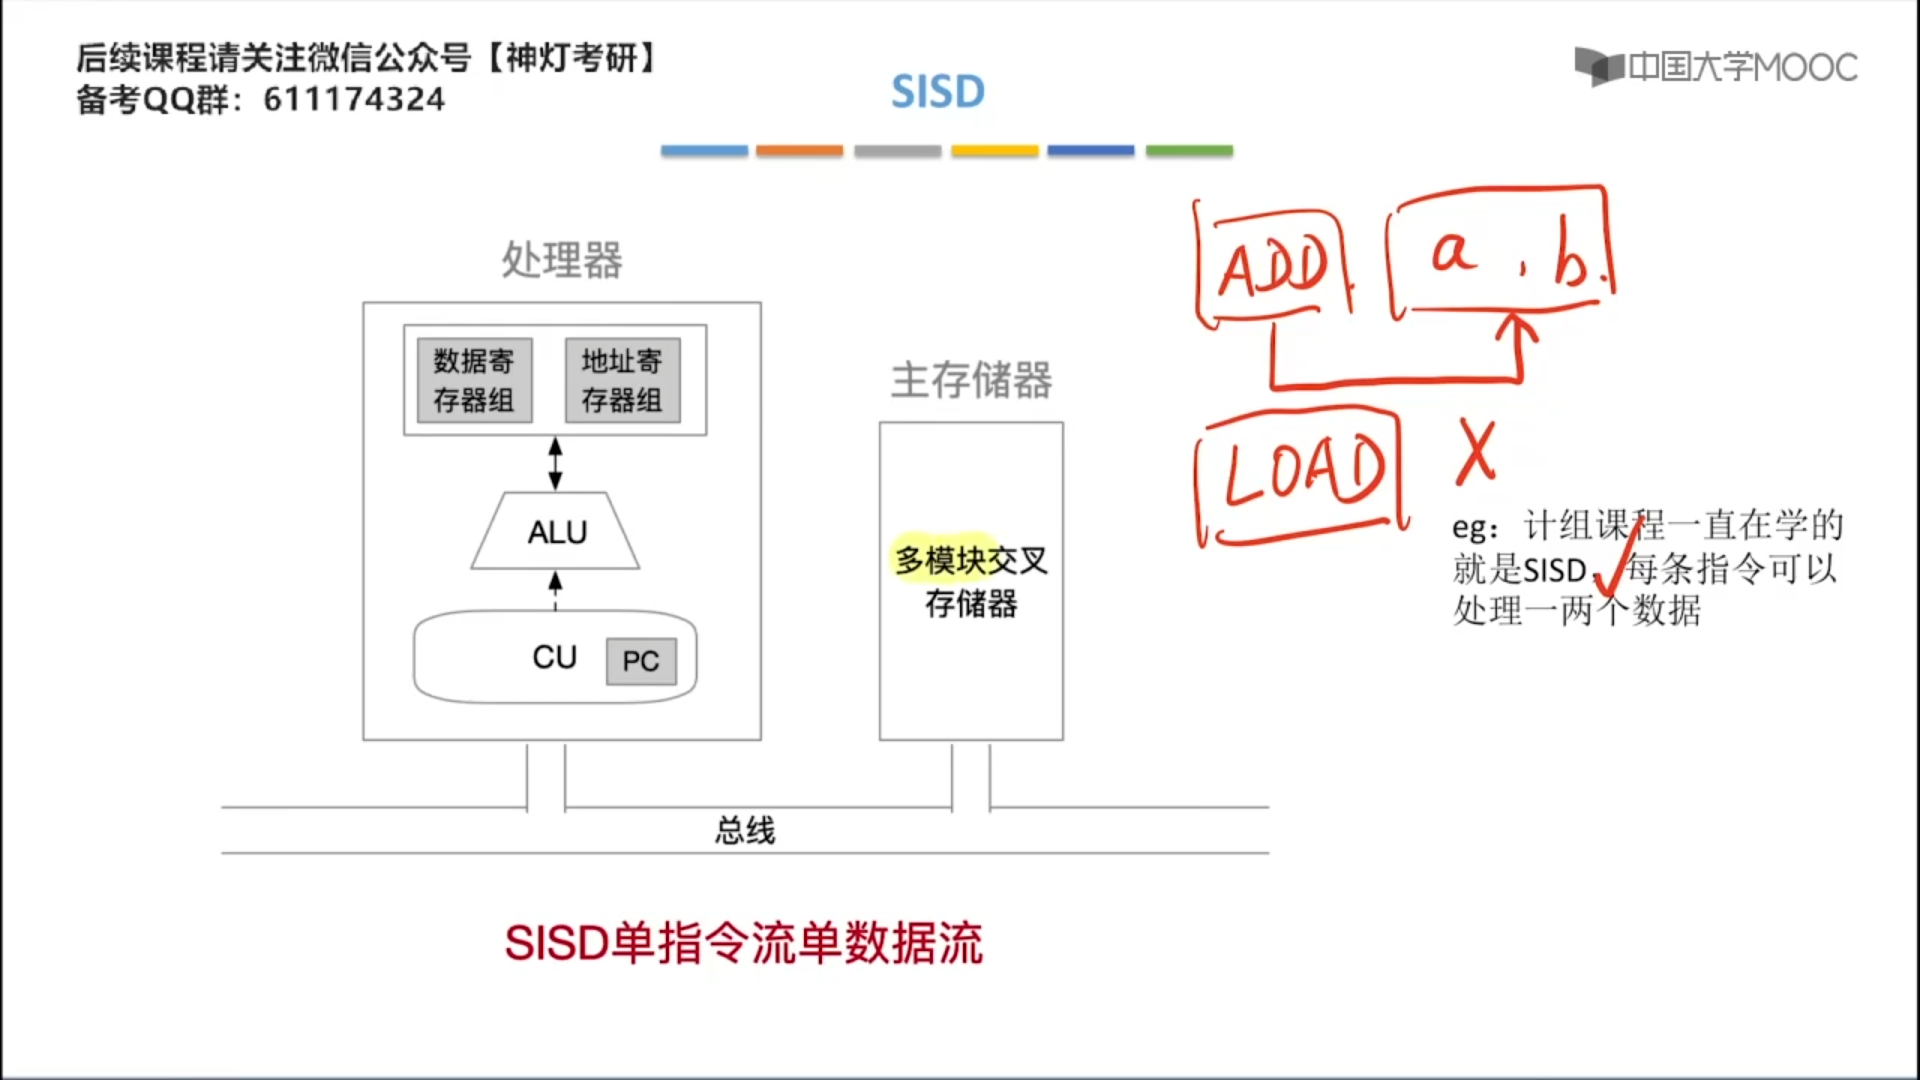 后续课程请关注微信公众号【神灯考研】
备考QQ群：611174324
SISD
中国大学MOOC
处理器
数据寄
存器组
地址寄
存器组
ALU
CU
PC
主存储器
多模块交叉
存储器
总线
SISD单指令流单数据流
ADD a , b.
LOAD X
eg：计组课程一直在学的
就是SISD，每条指令可以
处理一两个数据